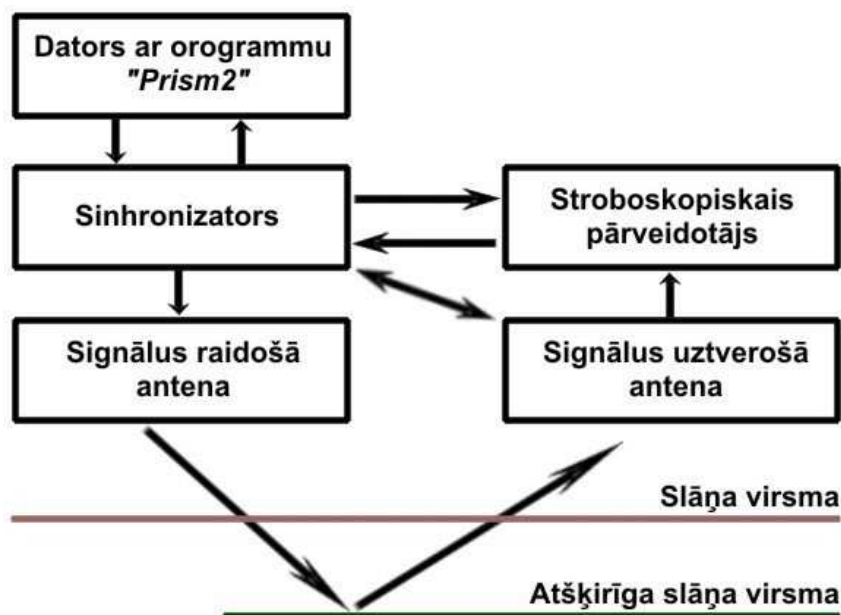 Dators ar orogrammu
"Prism2"
Sinhronizators
Stroboskopiskais
pārveidotājs
Signālus raidošā
antena
Signālus uztverošā
antena
Slāņa virsma
Atšķirīga slāņa virsma